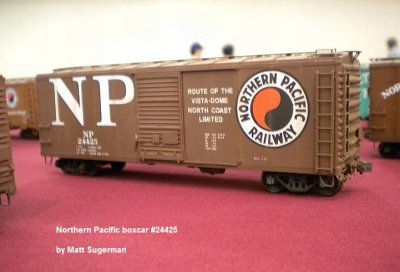 NP
NP
24425
ROUTE OF THE
VISTA-DOME
NORTH COAST
LIMITED
NORTHERN PACIFIC
RAILWAY
Northern Pacific boxcar #24425
by Matt Sugerman